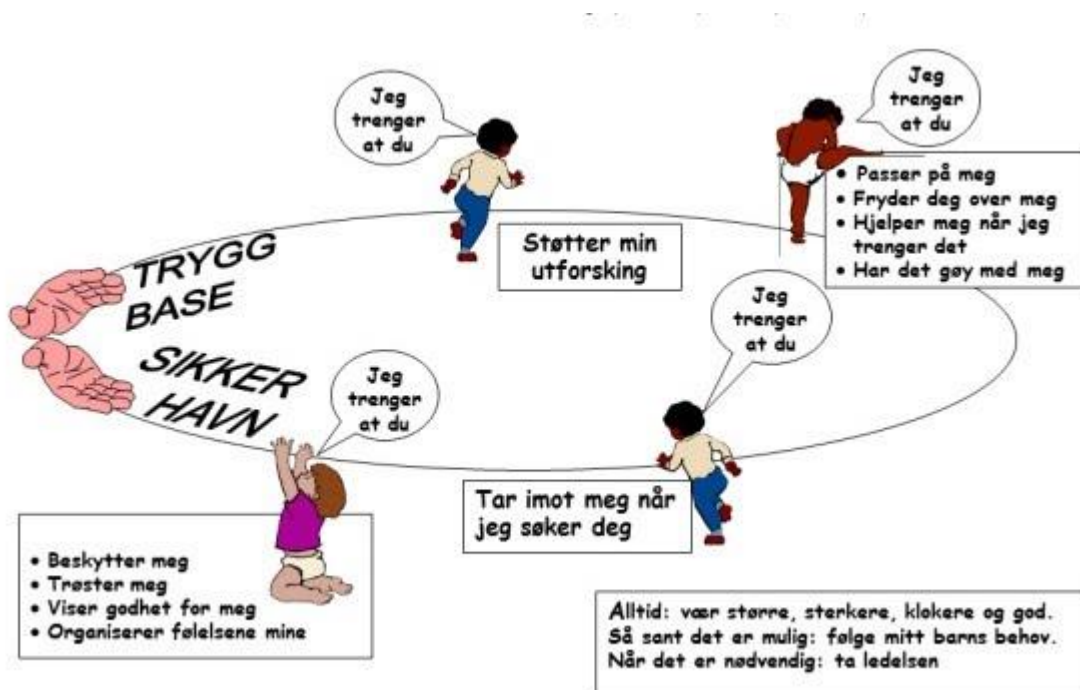 Jeg
trenger
at du
Jeg
trenger
at du
• Passer på meg
• Fryder deg over meg
• Hjelper meg når jeg
trenger det
• Har det gøy med meg
Støtter min
utforsking
TRYGG
BASE
SIKKER
HAVN
Jeg
trenger
at du
Jeg
trenger
at du
Tar imot meg når
jeg søker deg
• Beskytter meg
• Trøster meg
• Viser godhet for meg
• Organiserer følelsene mine
Alltid: vær større, sterkere, klokere og god.
Så sant det er mulig: følge mitt barns behov.
Når det er nødvendig: ta ledelsen